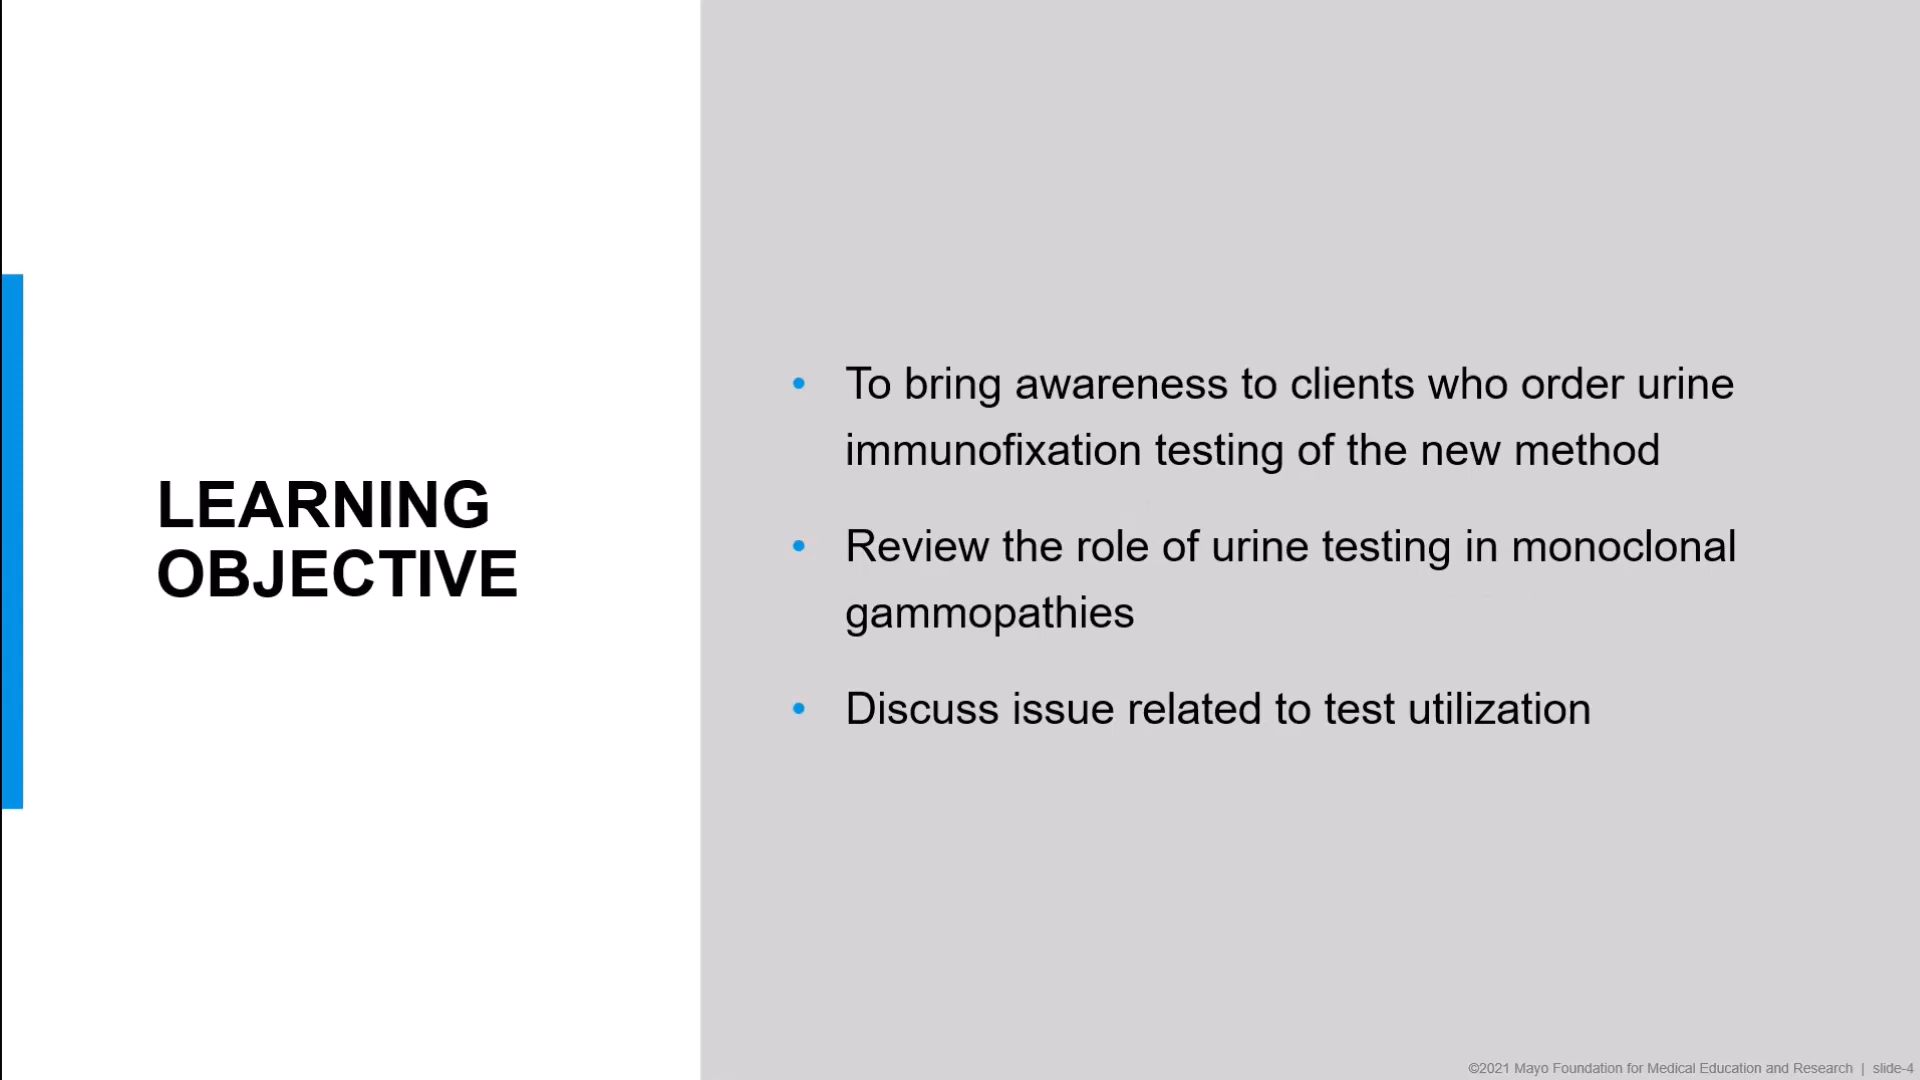 LEARNING
OBJECTIVE
• To bring awareness to clients who order urine
immunofixation testing of the new method
• Review the role of urine testing in monoclonal
gammopathies
• Discuss issue related to test utilization
©2021 Mayo Foundation for Medical Education and Research | slide-4